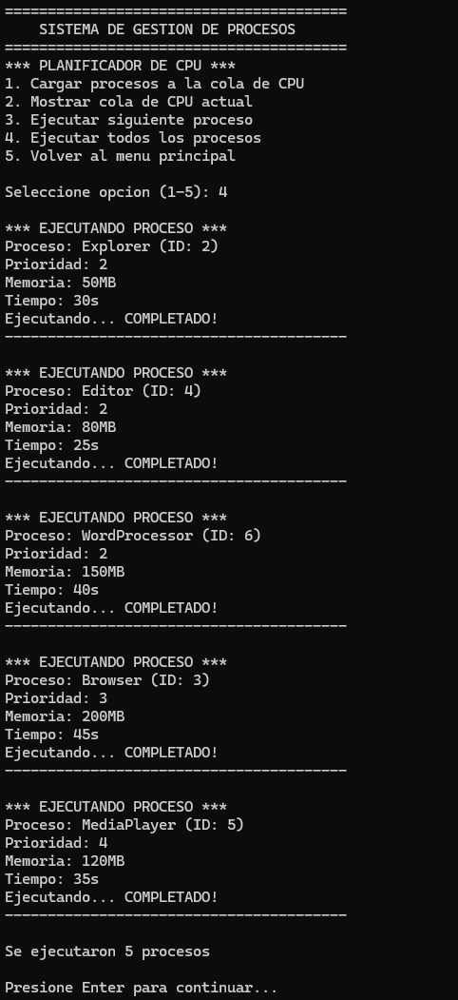 ========================================
SISTEMA DE GESTION DE PROCESOS
========================================
*** PLANIFICADOR DE CPU ***
1. Cargar procesos a la cola de CPU
2. Mostrar cola de CPU actual
3. Ejecutar siguiente proceso
4. Ejecutar todos los procesos
5. Volver al menu principal

Seleccione opcion (1-5): 4

*** EJECUTANDO PROCESO ***
Proceso: Explorer (ID: 2)
Prioridad: 2
Memoria: 50MB
Tiempo: 30s
Ejecutando... COMPLETADO!
----------------------------------------

*** EJECUTANDO PROCESO ***
Proceso: Editor (ID: 4)
Prioridad: 2
Memoria: 80MB
Tiempo: 25s
Ejecutando... COMPLETADO!
----------------------------------------

*** EJECUTANDO PROCESO ***
Proceso: WordProcessor (ID: 6)
Prioridad: 2
Memoria: 150MB
Tiempo: 40s
Ejecutando... COMPLETADO!
----------------------------------------

*** EJECUTANDO PROCESO ***
Proceso: Browser (ID: 3)
Prioridad: 3
Memoria: 200MB
Tiempo: 45s
Ejecutando... COMPLETADO!
----------------------------------------

*** EJECUTANDO PROCESO ***
Proceso: MediaPlayer (ID: 5)
Prioridad: 4
Memoria: 120MB
Tiempo: 35s
Ejecutando... COMPLETADO!
----------------------------------------

Se ejecutaron 5 procesos

Presione Enter para continuar...